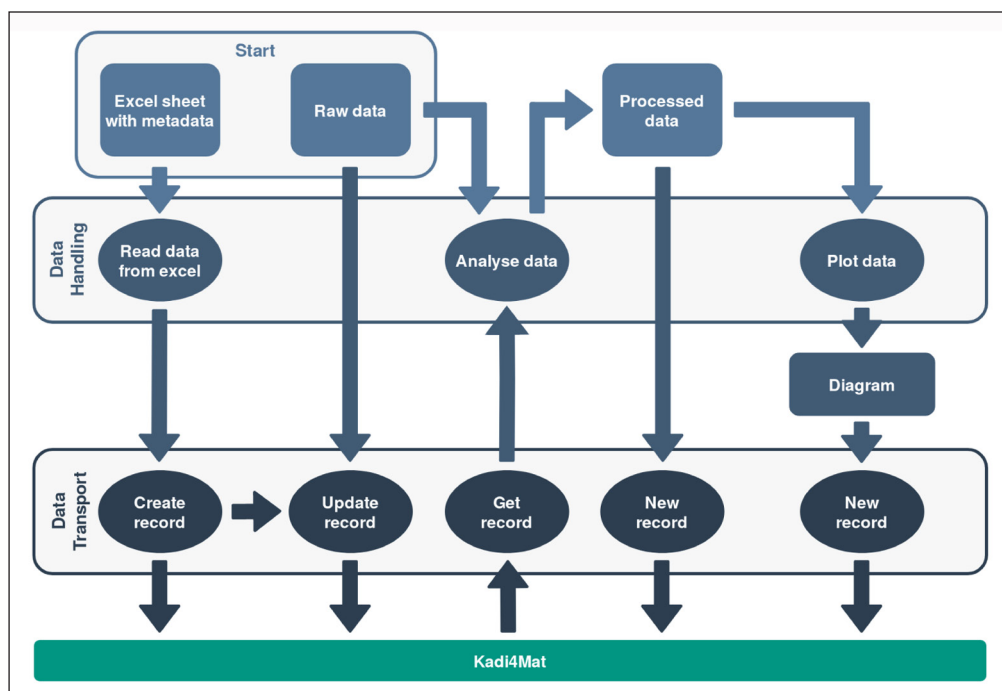 Start
Excel sheet
with metadata
Raw data
Processed
data
Data
Handling
Read data
from excel
Analyse data
Plot data
Diagram
Data
Transport
Create
record
Update
record
Get
record
New
record
New
record
Kadi4Mat